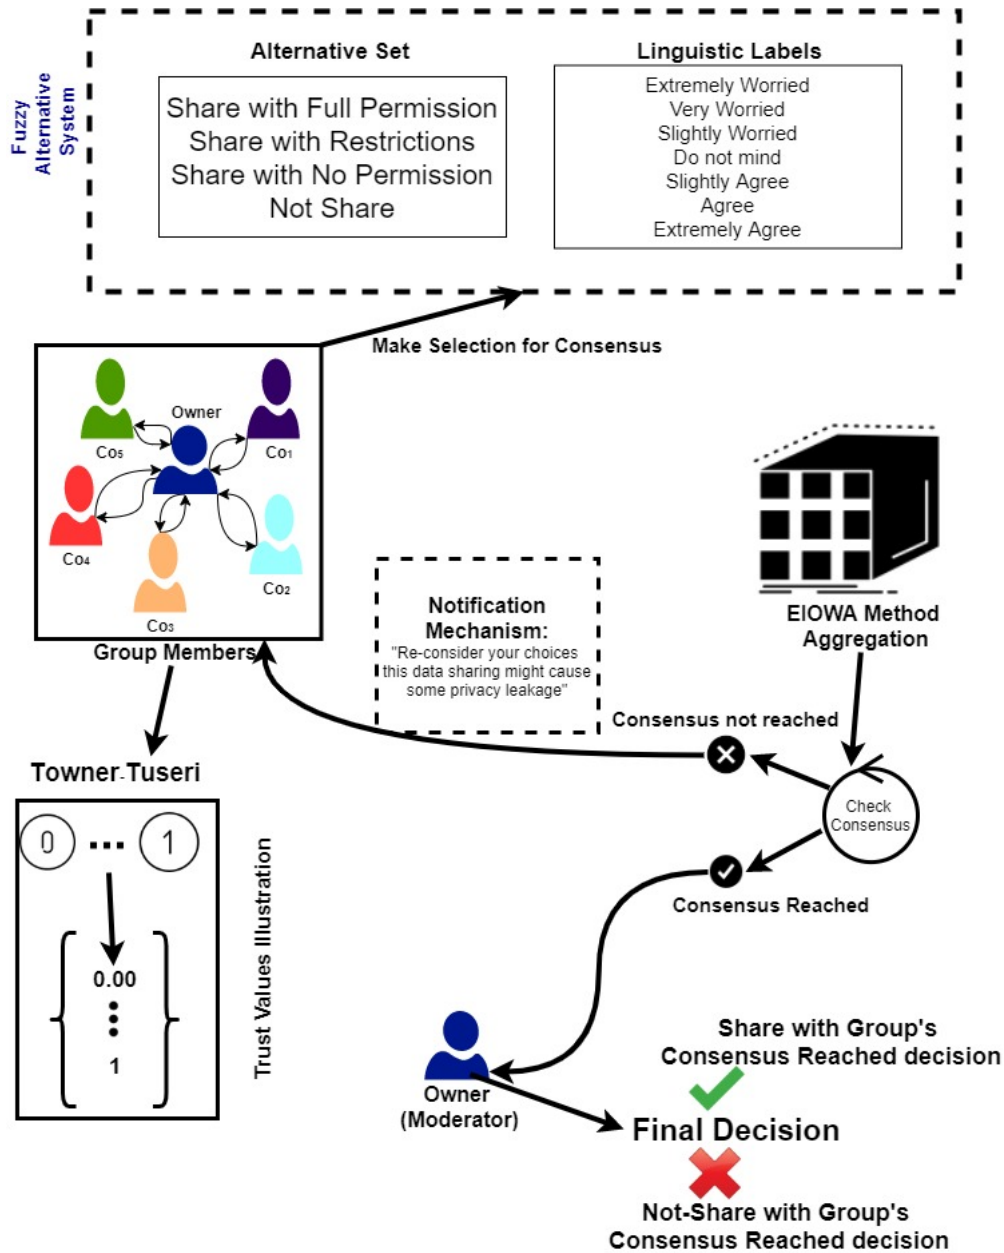 Fuzzy
Alternative
System
Alternative Set
Share with Full Permission
Share with Restrictions
Share with No Permission
Not Share
Linguistic Labels
Extremely Worried
Very Worried
Slightly Worried
Do not mind
Slightly Agree
Agree
Extremely Agree
Make Selection for Consensus
Owner
Co₅
Co₁
Co₄
Co₂
Co₃
Group Members
Notification
Mechanism:
"Re-consider your choices
this data sharing might cause
some privacy leakage"
EIOWA Method
Aggregation
Consensus not reached
Check
Consensus
Consensus Reached
Towner-Tuseri
0 ... 1
0.00
1
Trust Values Illustration
Owner
(Moderator)
Share with Group's
Consensus Reached decision
Final Decision
Not-Share with Group's
Consensus Reached decision